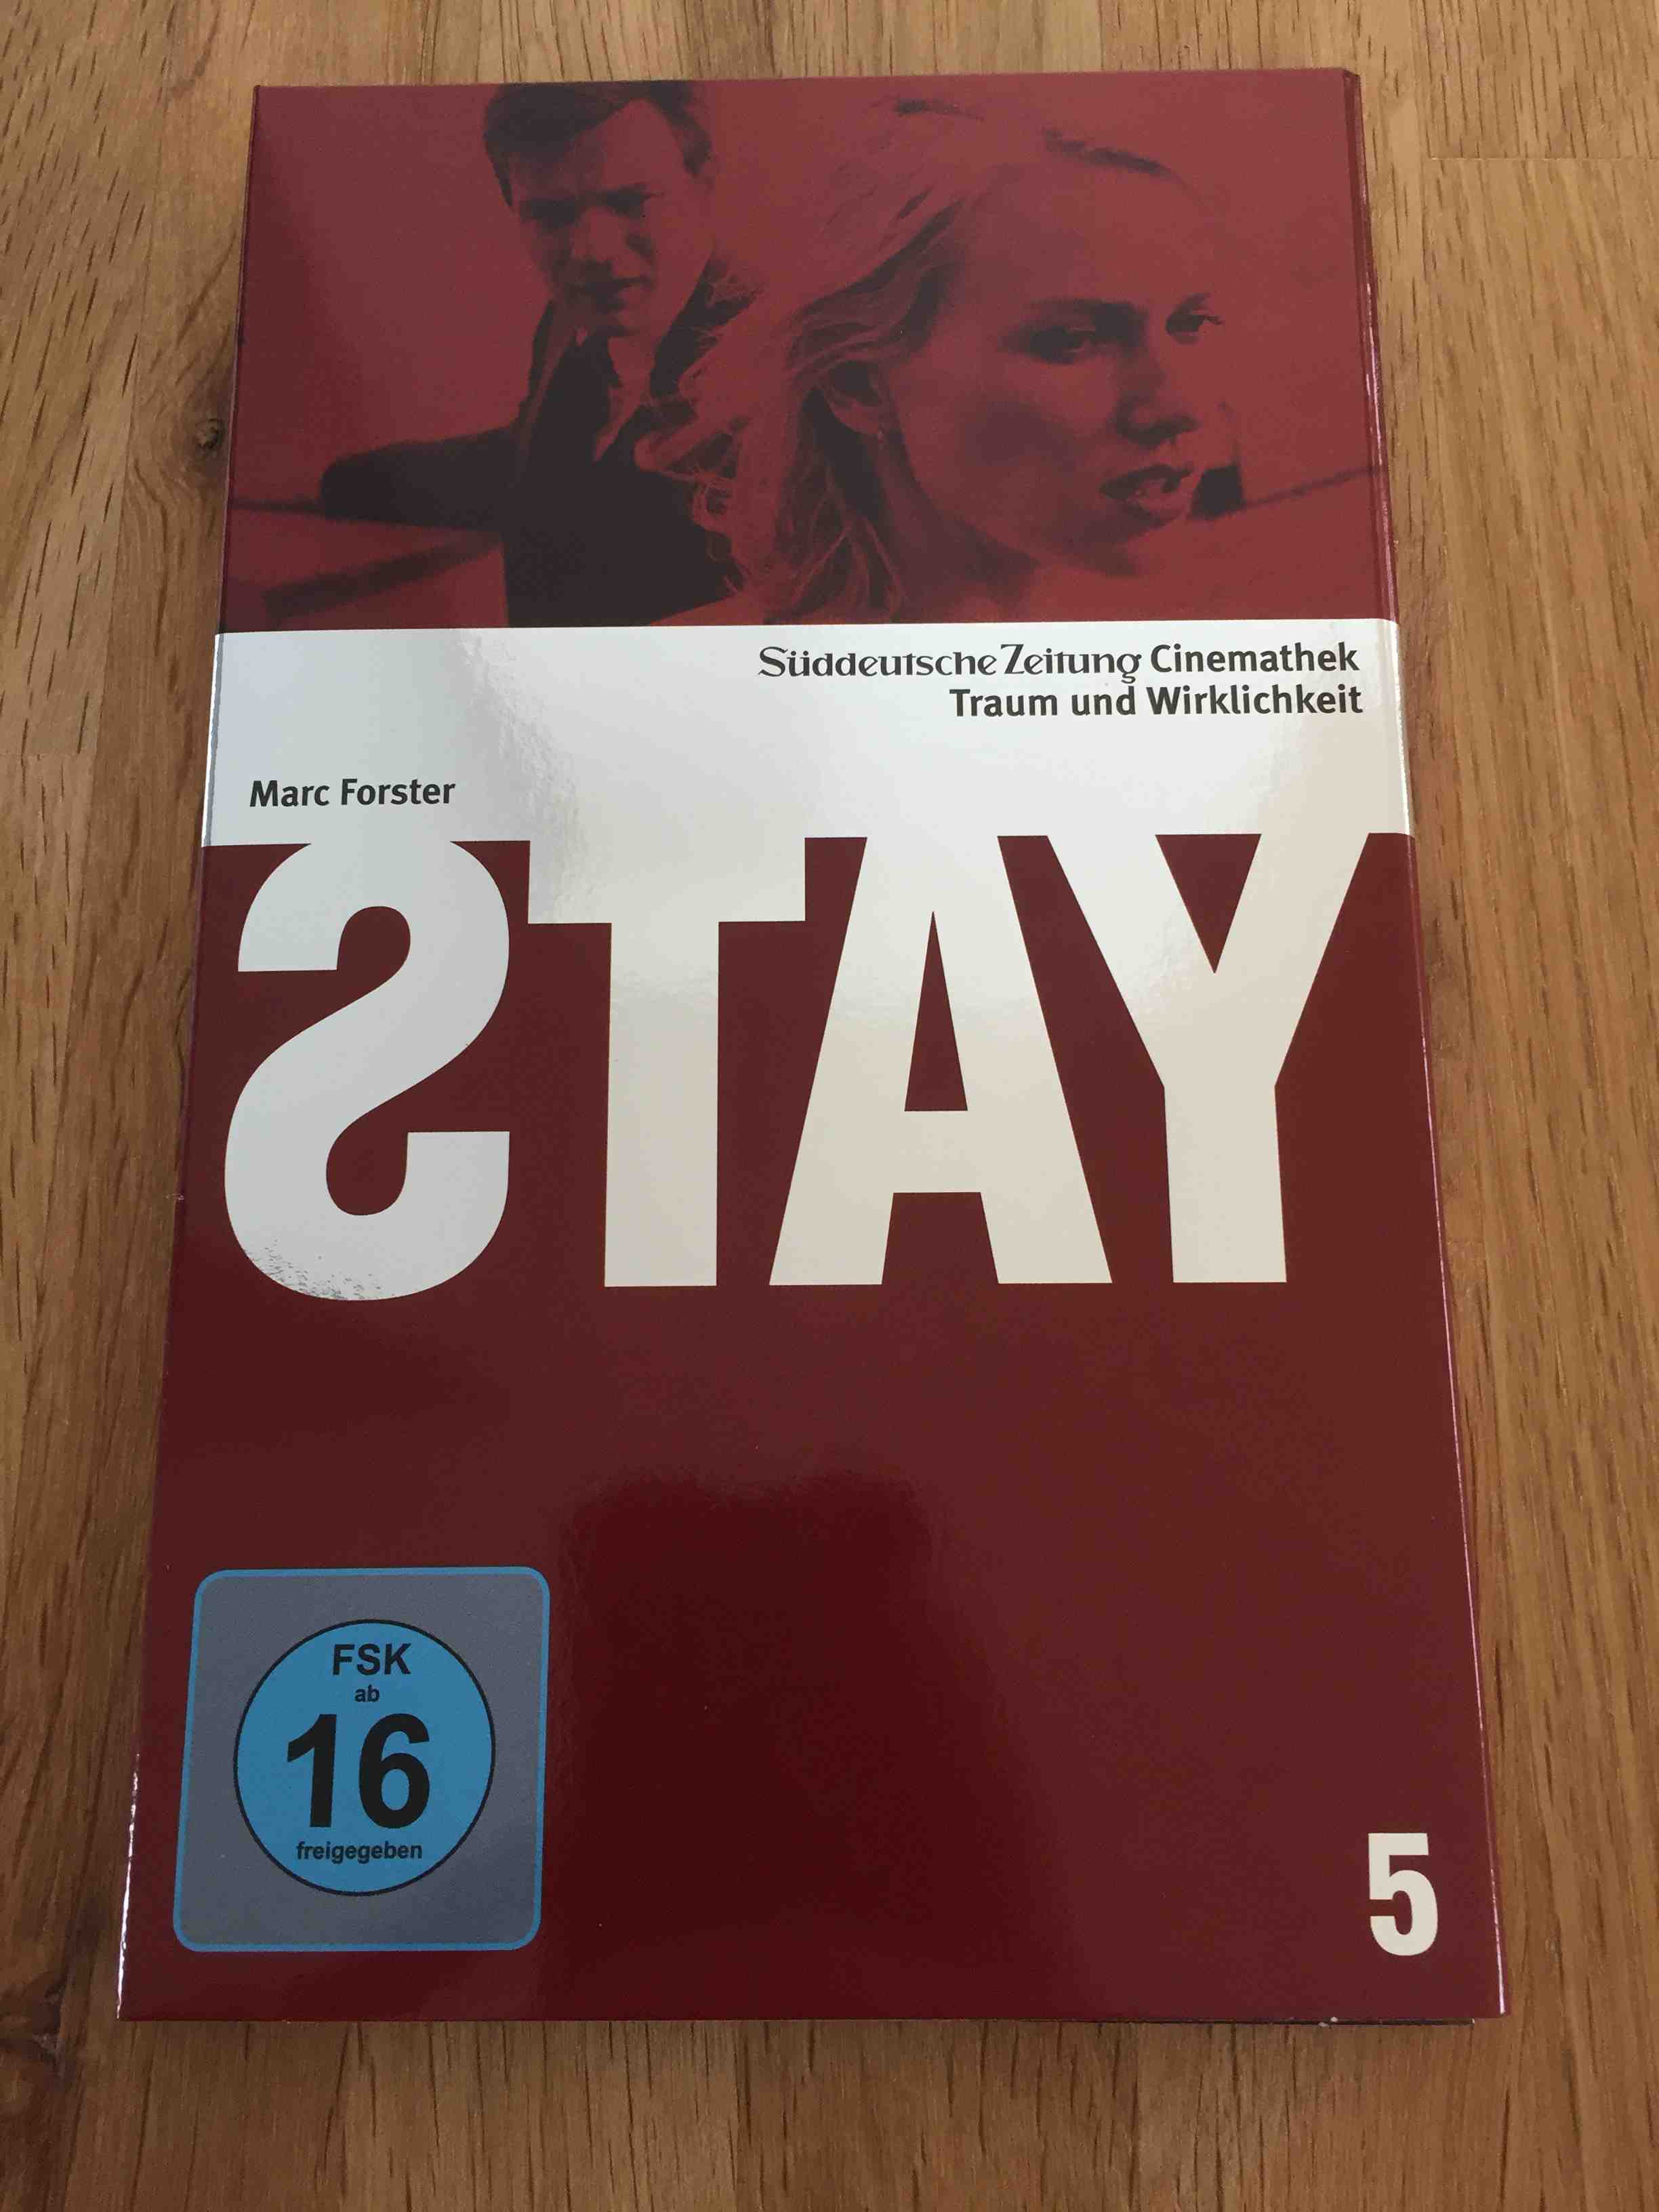 Süddeutsche Zeitung Cinemathek
Traum und Wirklichkeit
Marc Forster
STAY
FSK
ab
16
freigegeben
5